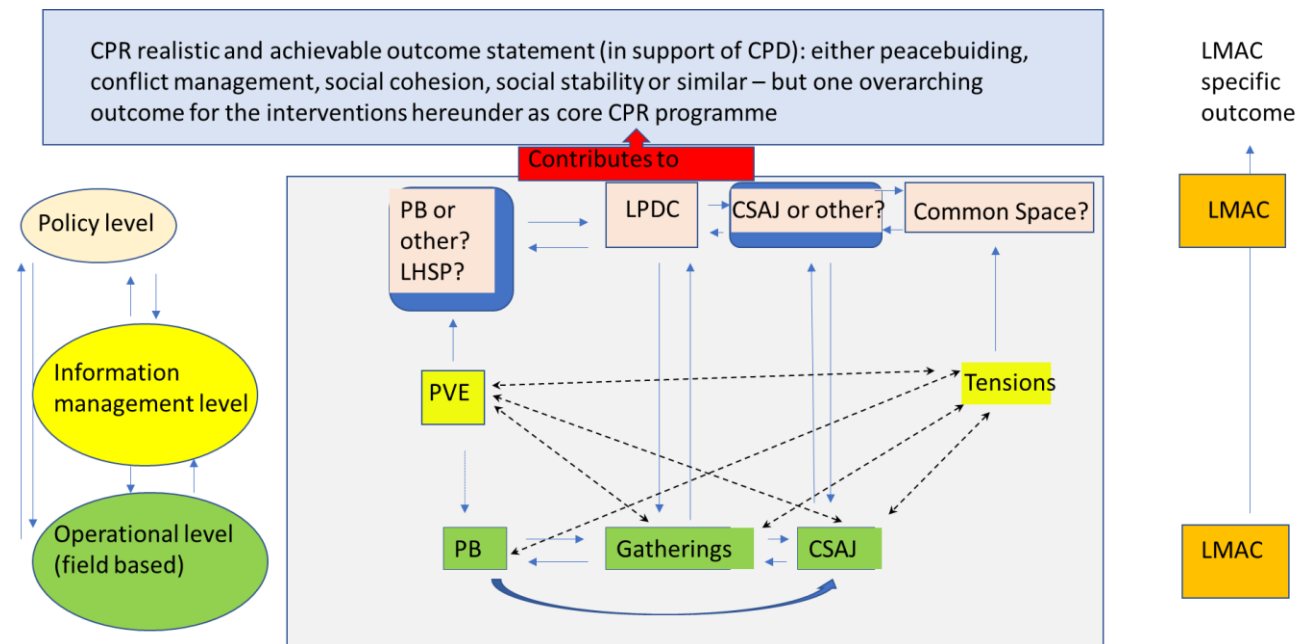 CPR realistic and achievable outcome statement (in support of CPD): either peacebuiding,
conflict management, social cohesion, social stability or similar – but one overarching
outcome for the interventions hereunder as core CPR programme
LMAC
specific
outcome
Contributes to
Policy level
PB or
other?
LHSP?
LPDC
CSAJ or other?
Common Space?
LMAC
Information
management level
PVE
Tensions
Operational level
(field based)
PB
Gatherings
CSAJ
LMAC